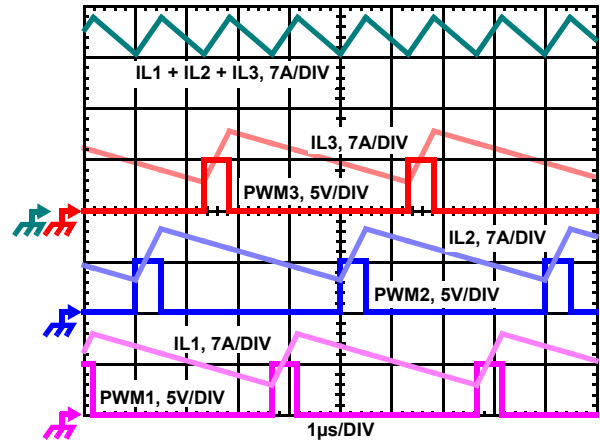 IL1 + IL2 + IL3, 7A/DIV
IL3, 7A/DIV
PWM3, 5V/DIV
IL2, 7A/DIV
PWM2, 5V/DIV
IL1, 7A/DIV
PWM1, 5V/DIV
1µs/DIV